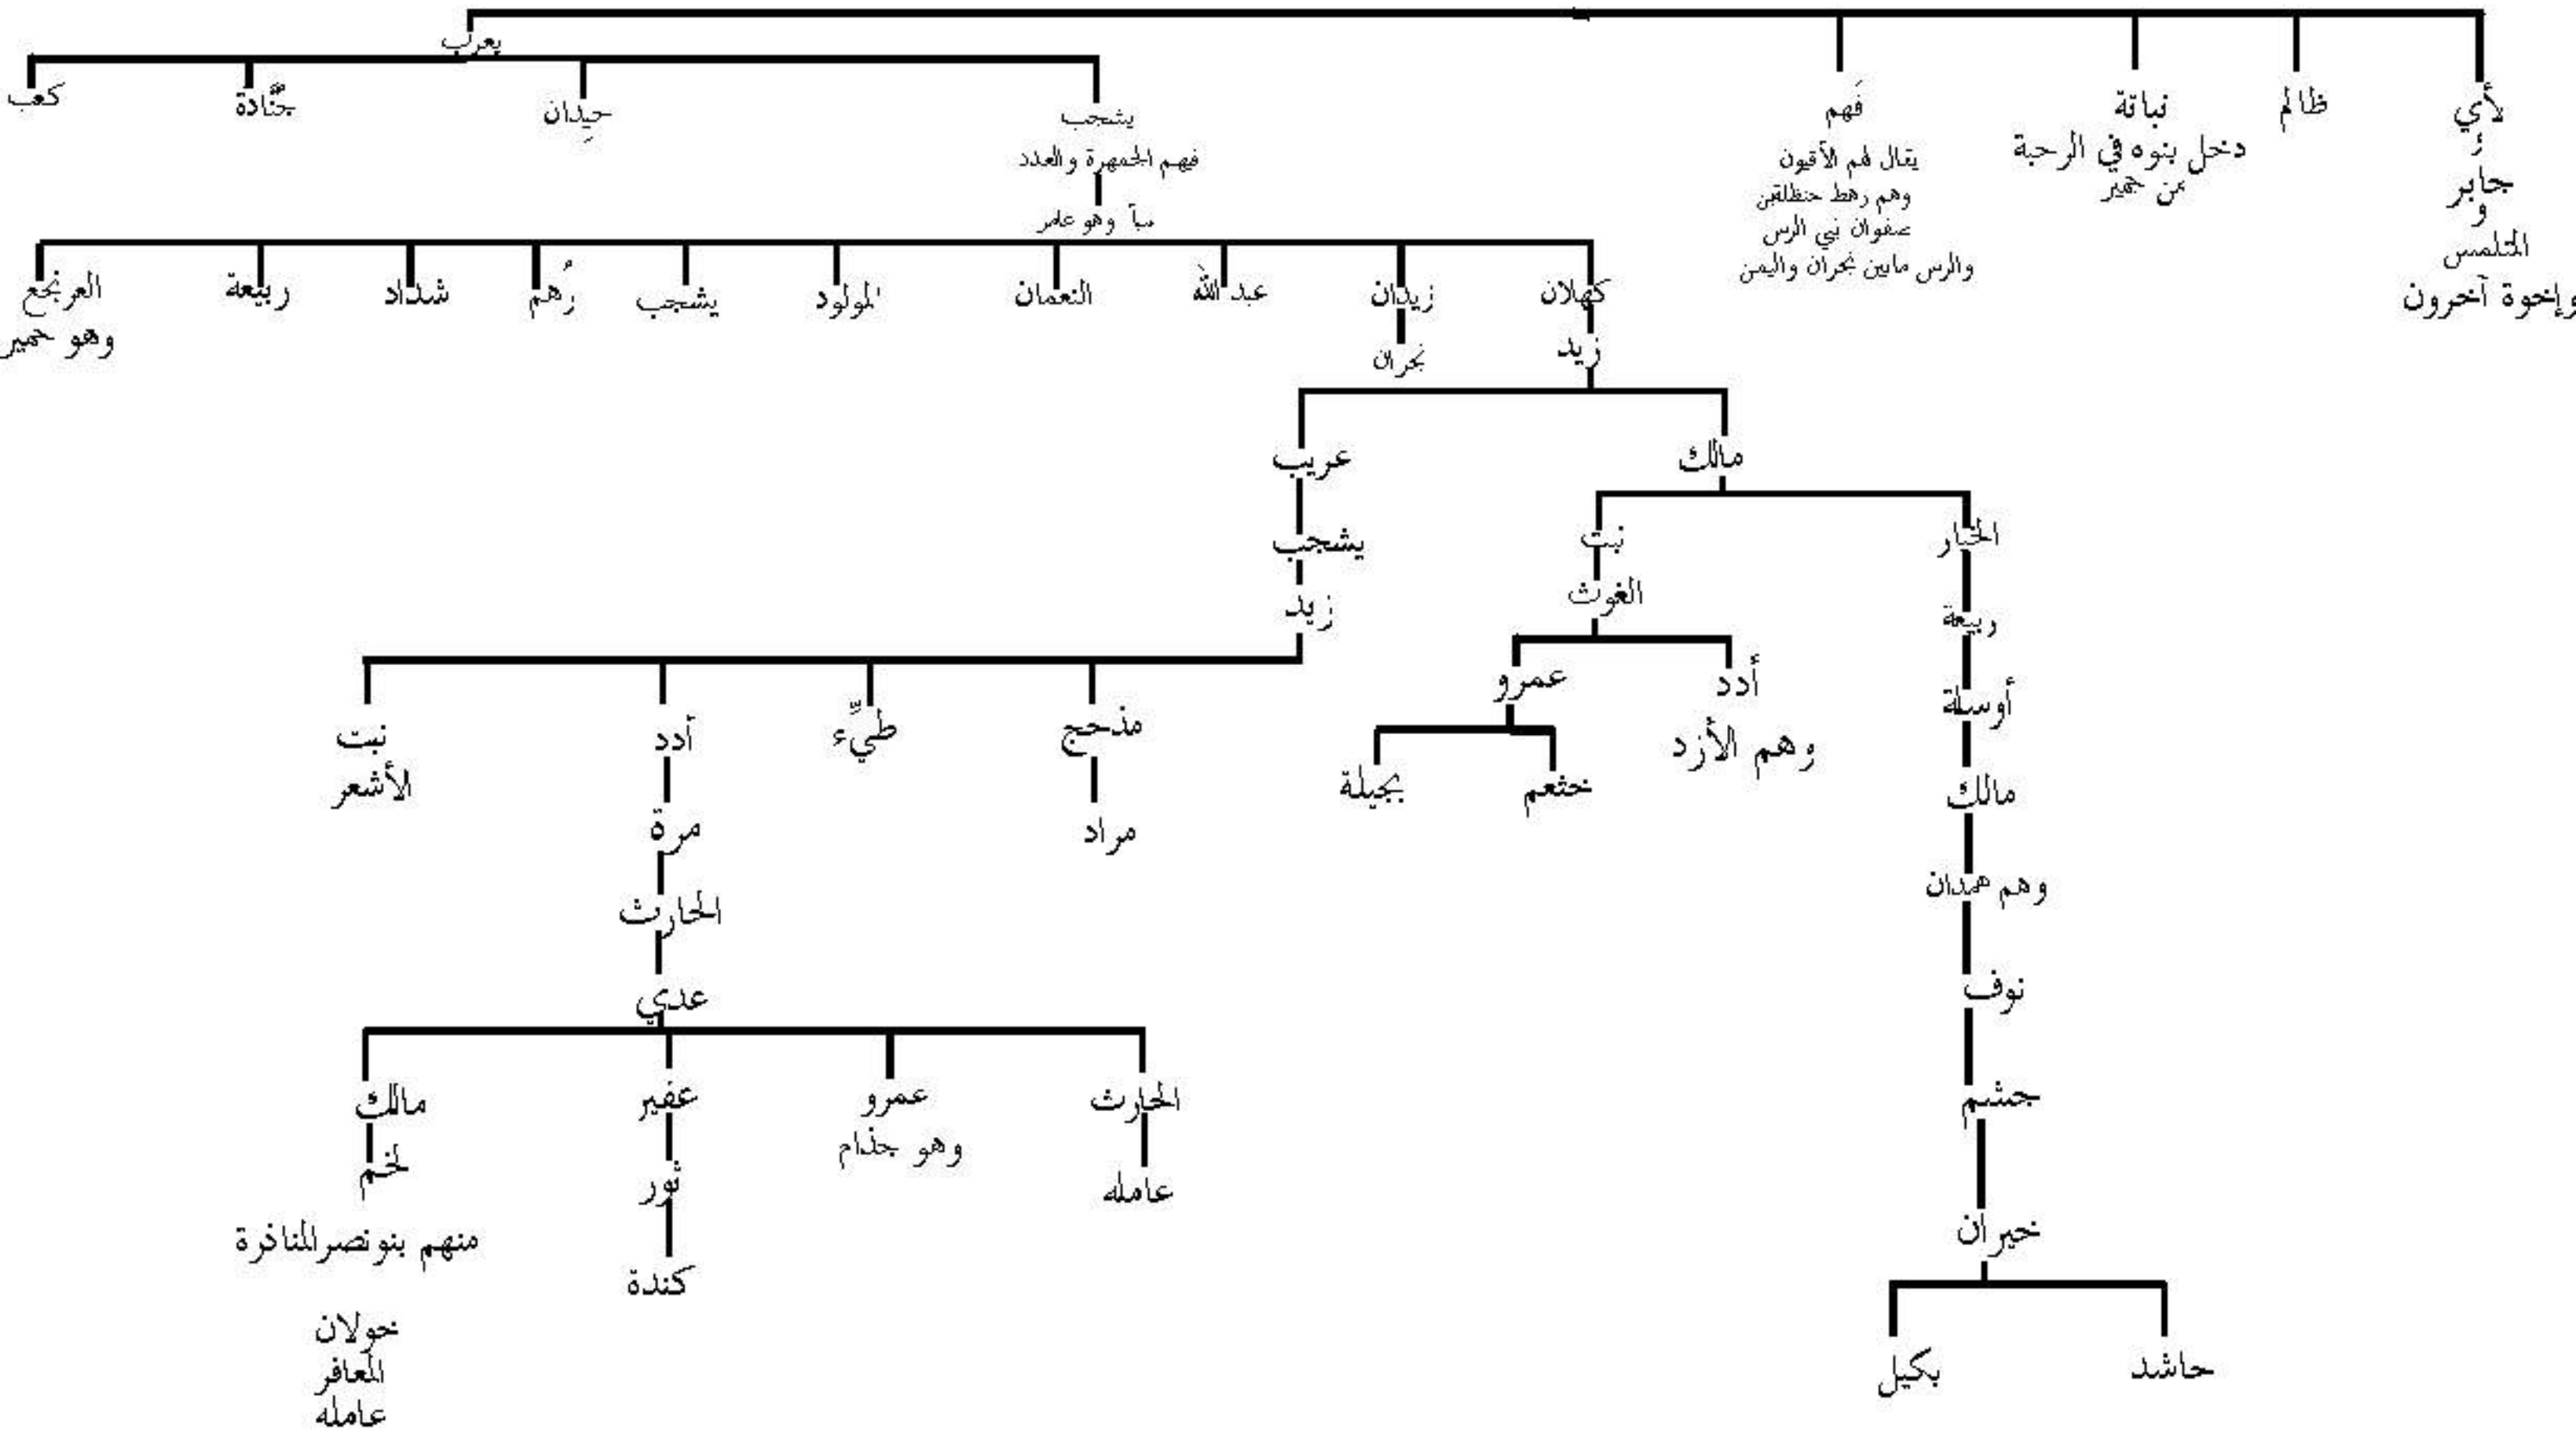 يعرب
لأي
و
جابر
و
المتلمس
وإخوة آخرون
ظالم
نباتة
دخل بنوه في الرحبة
من حمير
فَهم
يقال لهم الأقيون
وهم رهط حنظلة بن
صفوان نبي الرس
والرس مابين نجران واليمن
يشجب
فهم الجمهرة والعدد
حيِدان
جنَّادة
كعب
سبأ وهو عامر
كهلان
زيدان
عبد الله
النعمان
المولود
يشجب
رُهم
شداد
ربيعة
العرنجع
وهو حمير
زيد
نجران
مالك
عريب
الخيار
نبت
يشجب
الغوث
زيد
ربيعة
أدد
وهم الأزد
عمرو
أوسلة
خثعم
بجيلة
مذحج
طيِّء
أدد
نبت
الأشعر
مالك
مراد
مرة
وهم همدان
الحارث
نوف
عدي
جشم
الحارث
عمرو
وهو جذام
عفير
مالك
عامله
ثور
لخم
خيران
منهم بنو نصر المناذرة
كندة
حاشد
بكيل
خولان
المعافر
عامله